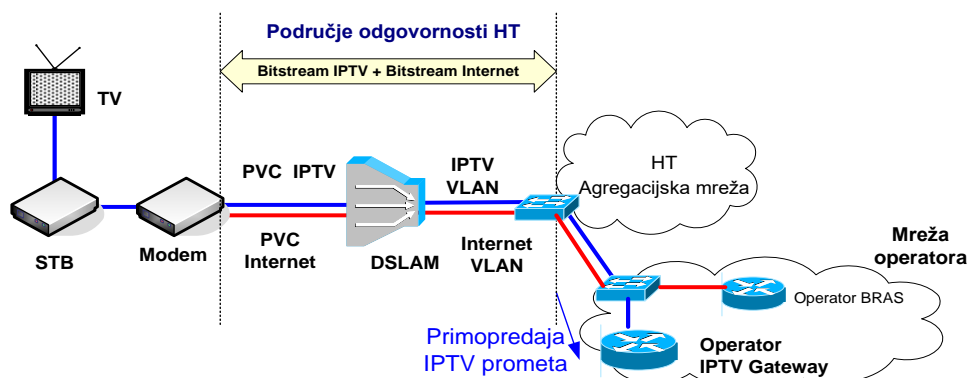 Područje odgovornosti HT
Bitstream IPTV + Bitstream Internet
TV
HT
Agregacijska mreža
PVC IPTV
IPTV
VLAN
STB
Modem
PVC
Internet
DSLAM
Internet
VLAN
Mreža
operatora
Operator BRAS
Primopredaja
IPTV prometa
Operator
IPTV Gateway